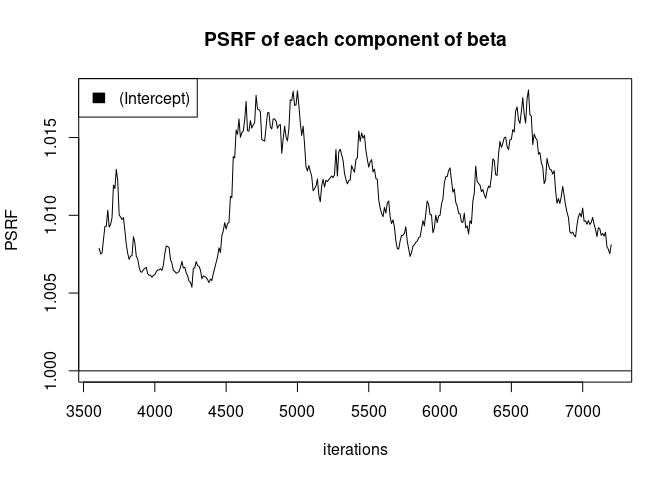 PSRF of each component of beta
(Intercept)
PSRF
1.015
1.010
1.005
1.000
3500 4000 4500 5000 5500 6000 6500 7000
iterations